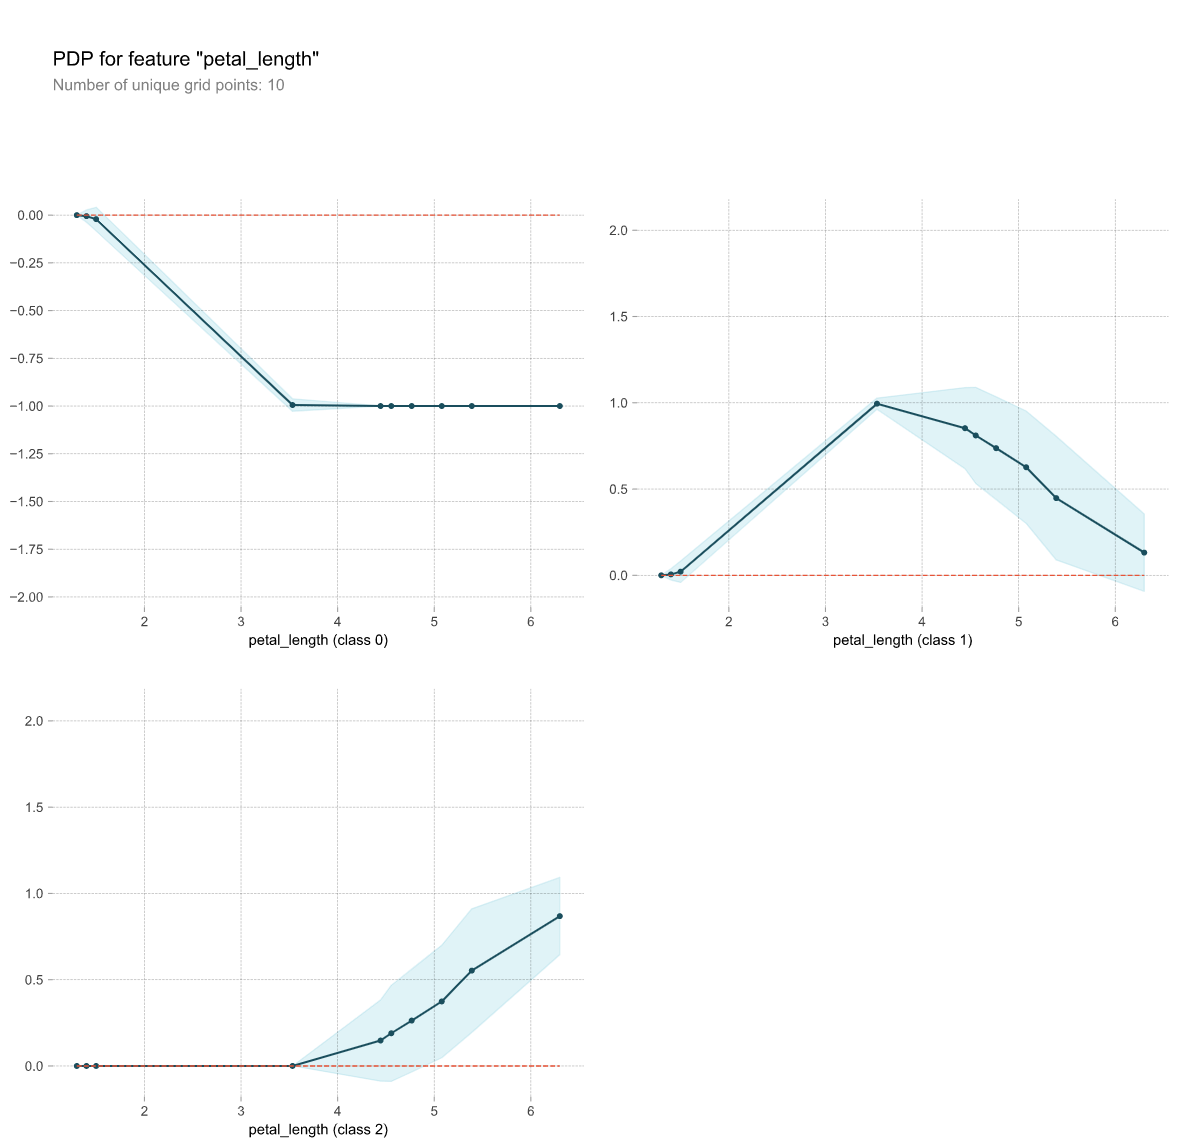 PDP for feature "petal_length"
Number of unique grid points: 10
0.00
−0.25
−0.50
−0.75
−1.00
−1.25
−1.50
−1.75
−2.00
2 3 4 5 6
petal_length (class 0)
2.0
1.5
1.0
0.5
0.0
2 3 4 5 6
petal_length (class 1)
2.0
1.5
1.0
0.5
0.0
2 3 4 5 6
petal_length (class 2)